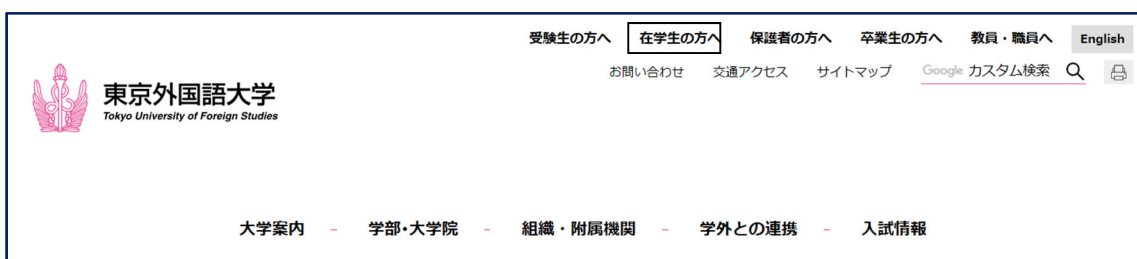 受験生の方へ 在学生の方へ 保護者の方へ 卒業生の方へ 教員・職員へ English
お問い合わせ 交通アクセス サイトマップ Google カスタム検索
東京外国語大学
Tokyo University of Foreign Studies
大学案内 - 学部・大学院 - 組織・附属機関 - 学外との連携 - 入試情報